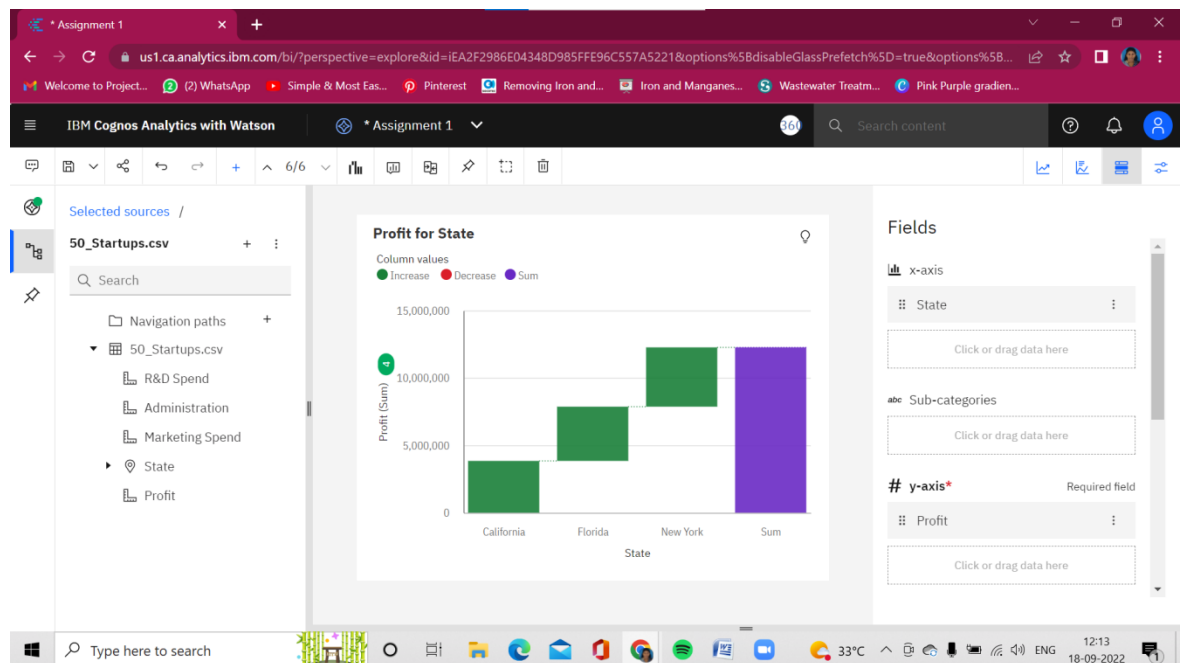 * Assignment 1
us1.ca.analytics.ibm.com/bi/?perspective=explore&id=iEA2F2986E04348D985FFE96C557A5221&options%5BdisableGlassPrefetch%5D=true&options%5B...
Welcome to Project... (2) WhatsApp Simple & Most Eas... Pinterest Removing Iron and... Iron and Manganes... Wastewater Treatm... Pink Purple gradien...
IBM Cognos Analytics with Watson * Assignment 1 360 Search content
6/6
Selected sources /
50_Startups.csv
Search
Navigation paths
50_Startups.csv
R&D Spend
Administration
Marketing Spend
State
Profit
Profit for State
Column values
Increase Decrease Sum
15,000,000
10,000,000
5,000,000
0
Profit (Sum) 4
California Florida New York Sum
State
Fields
x-axis
State
Click or drag data here
abc Sub-categories
Click or drag data here
# y-axis* Required field
Profit
Click or drag data here
Type here to search
33°C ENG
12:13
18-09-2022
1